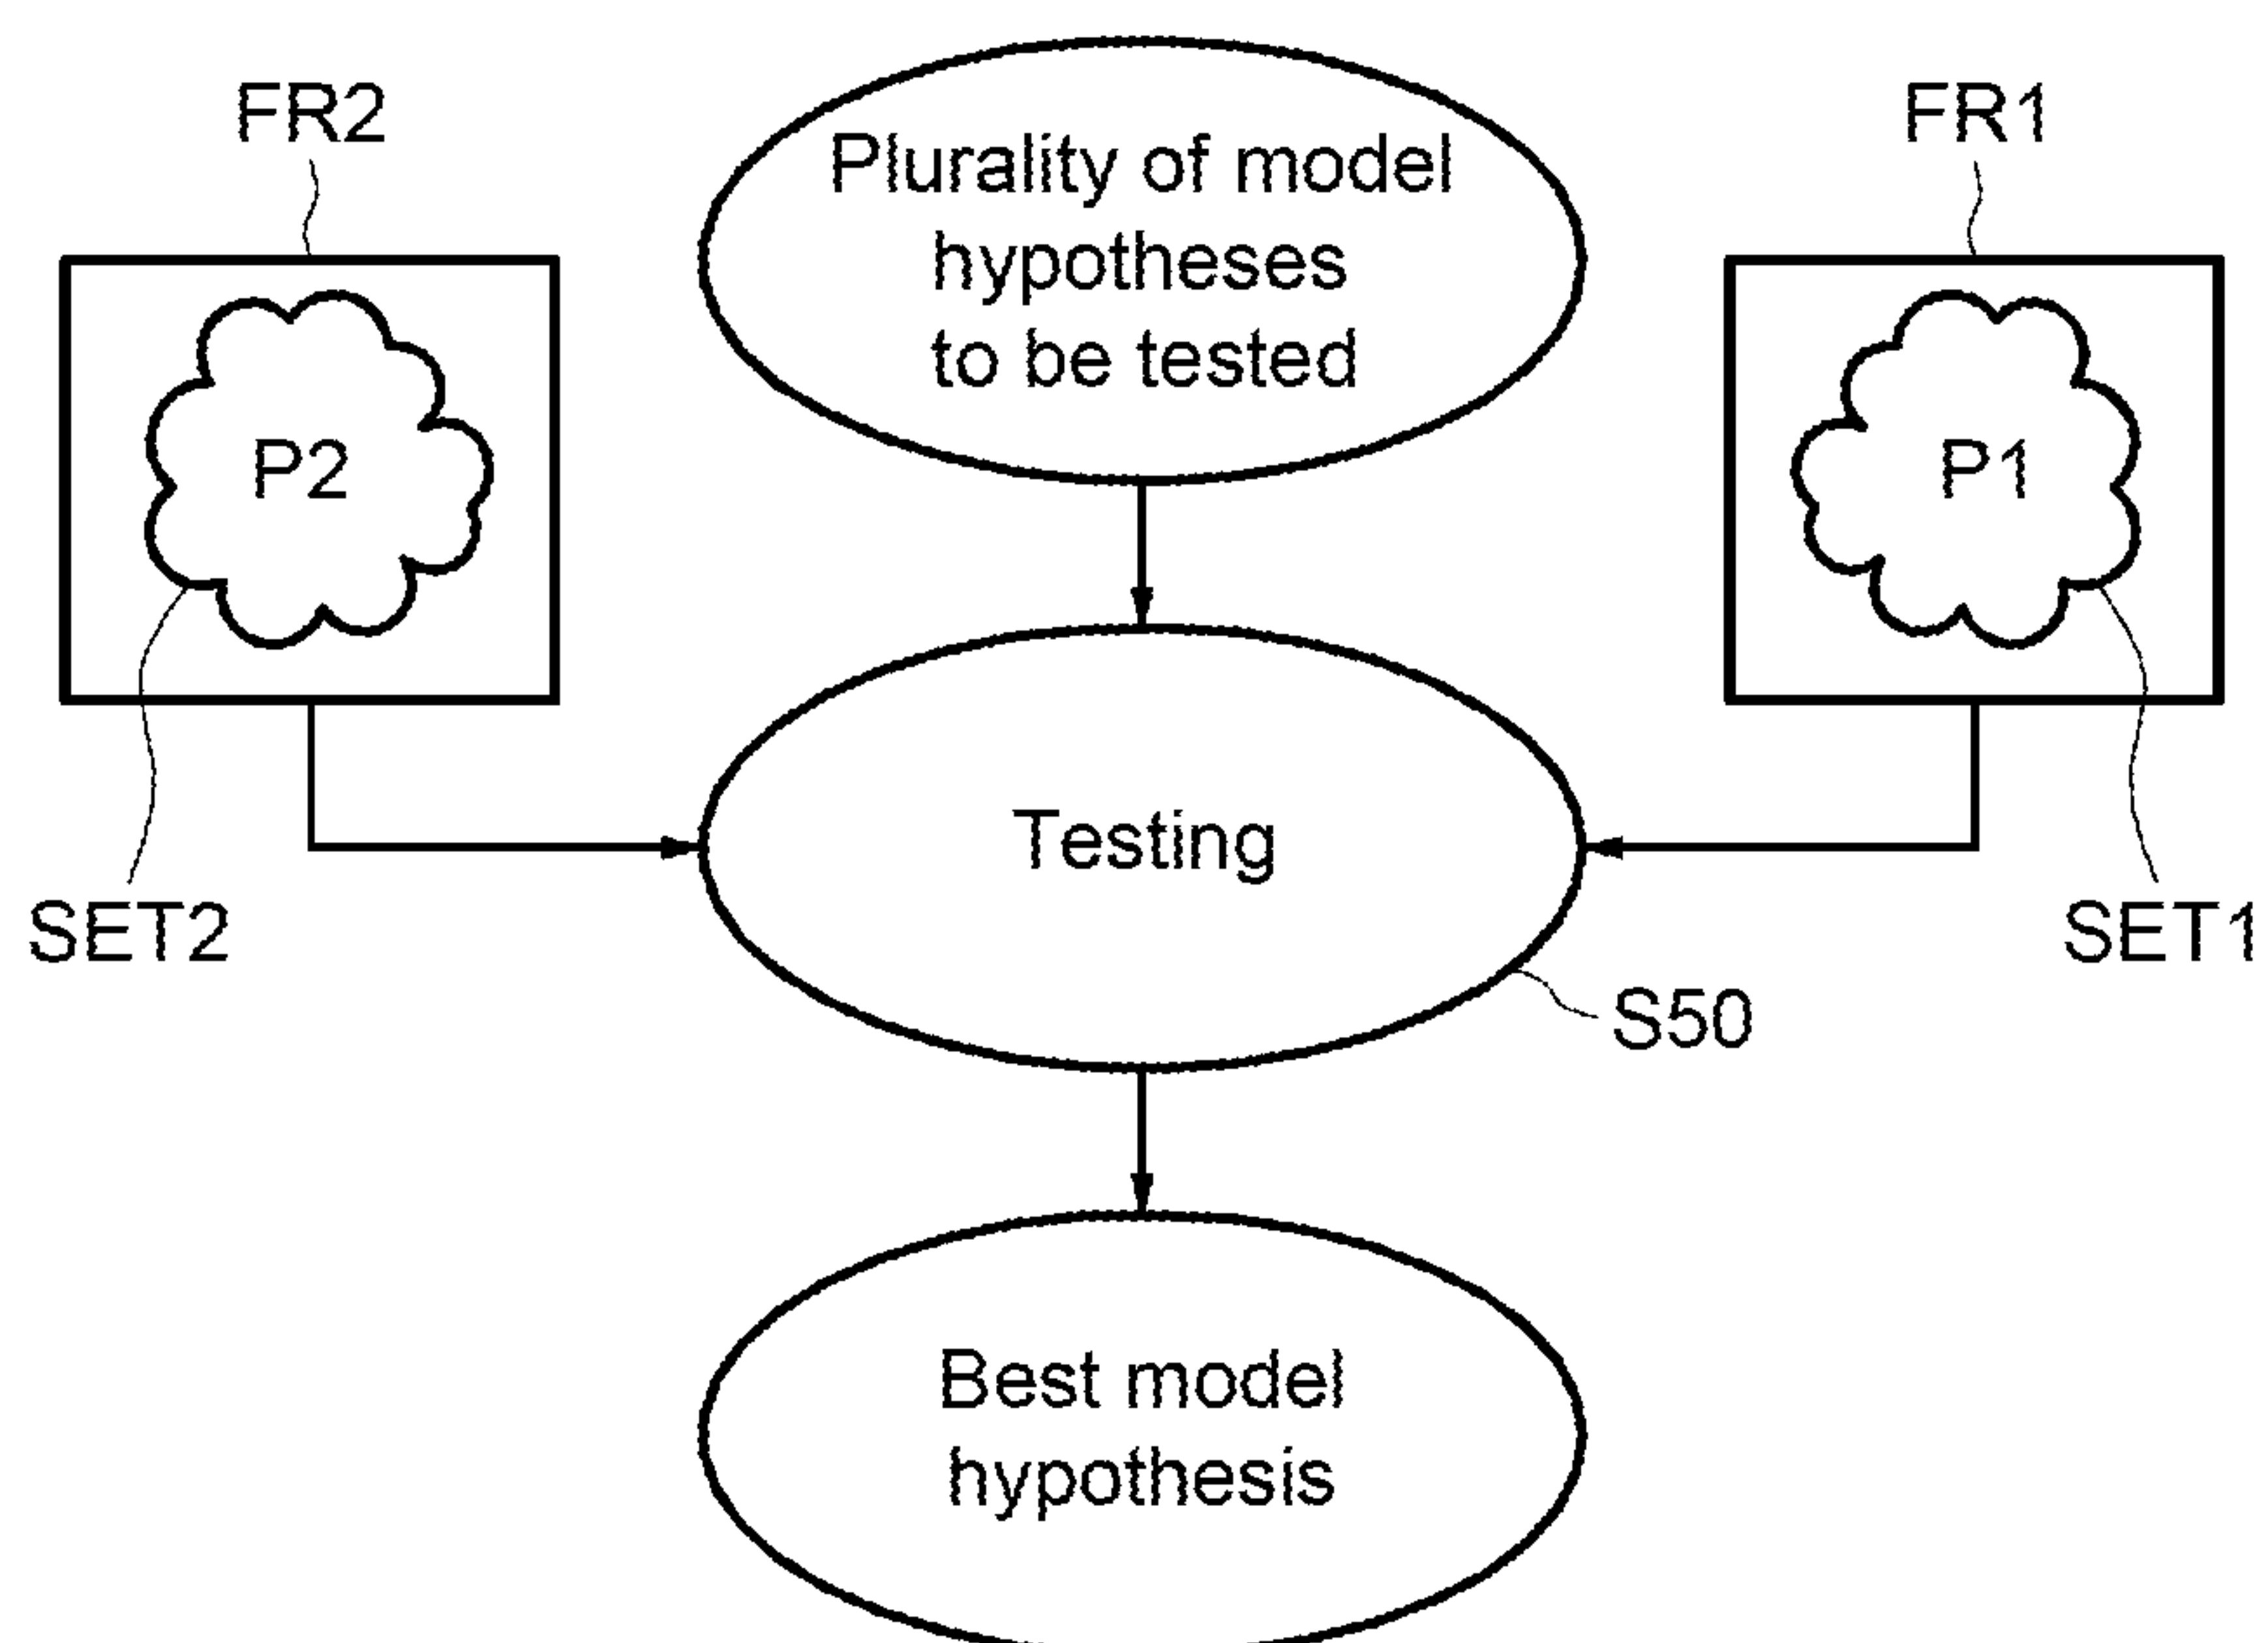 FR2
FR1
Plurality of model
hypotheses
to be tested
P2
P1
Testing
SET2
SET1
S50
Best model
hypothesis